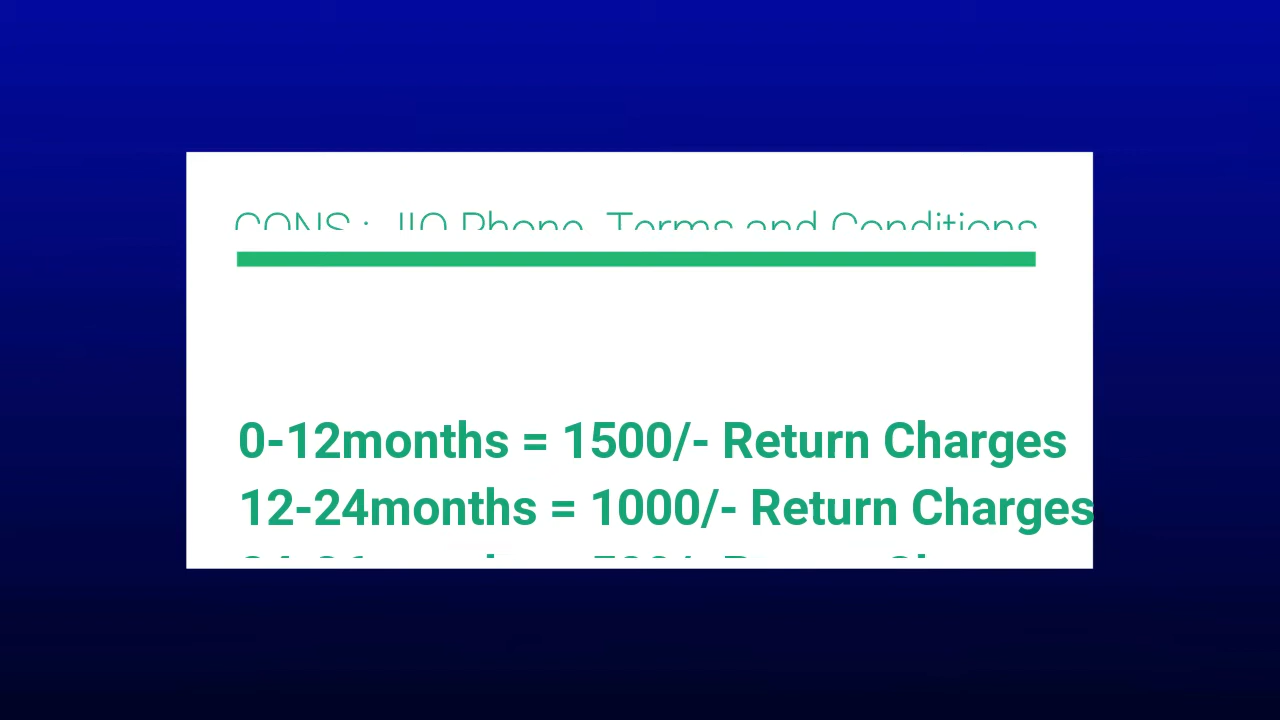 CONS : JIO Phone Terms and Conditions
0-12months = 1500/- Return Charges
12-24months = 1000/- Return Charges